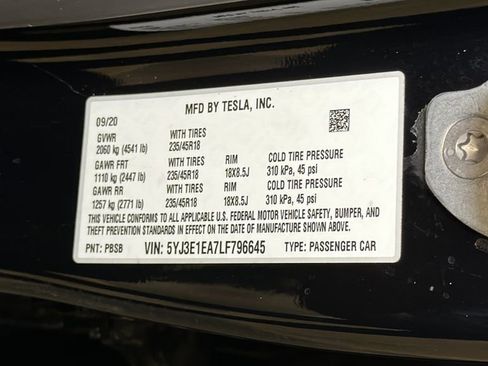 MFD BY TESLA, INC.
09/20
GVWR WITH TIRES
2060 kg (4541 lb) 235/45R18
GAWR FRT WITH TIRES RIM COLD TIRE PRESSURE
1110 kg (2447 lb) 235/45R18 18X8.5J 310 kPa, 45 psi
GAWR RR WITH TIRES RIM COLD TIRE PRESSURE
1257 kg (2771 lb) 235/45R18 18X8.5J 310 kPa, 45 psi
THIS VEHICLE CONFORMS TO ALL APPLICABLE U.S. FEDERAL MOTOR VEHICLE SAFETY, BUMPER, AND
THEFT PREVENTION STANDARDS IN EFFECT ON THE DATE OF MANUFACTURE SHOWN ABOVE.
PNT: PBSB VIN: 5YJ3E1EA7LF796645 TYPE: PASSENGER CAR